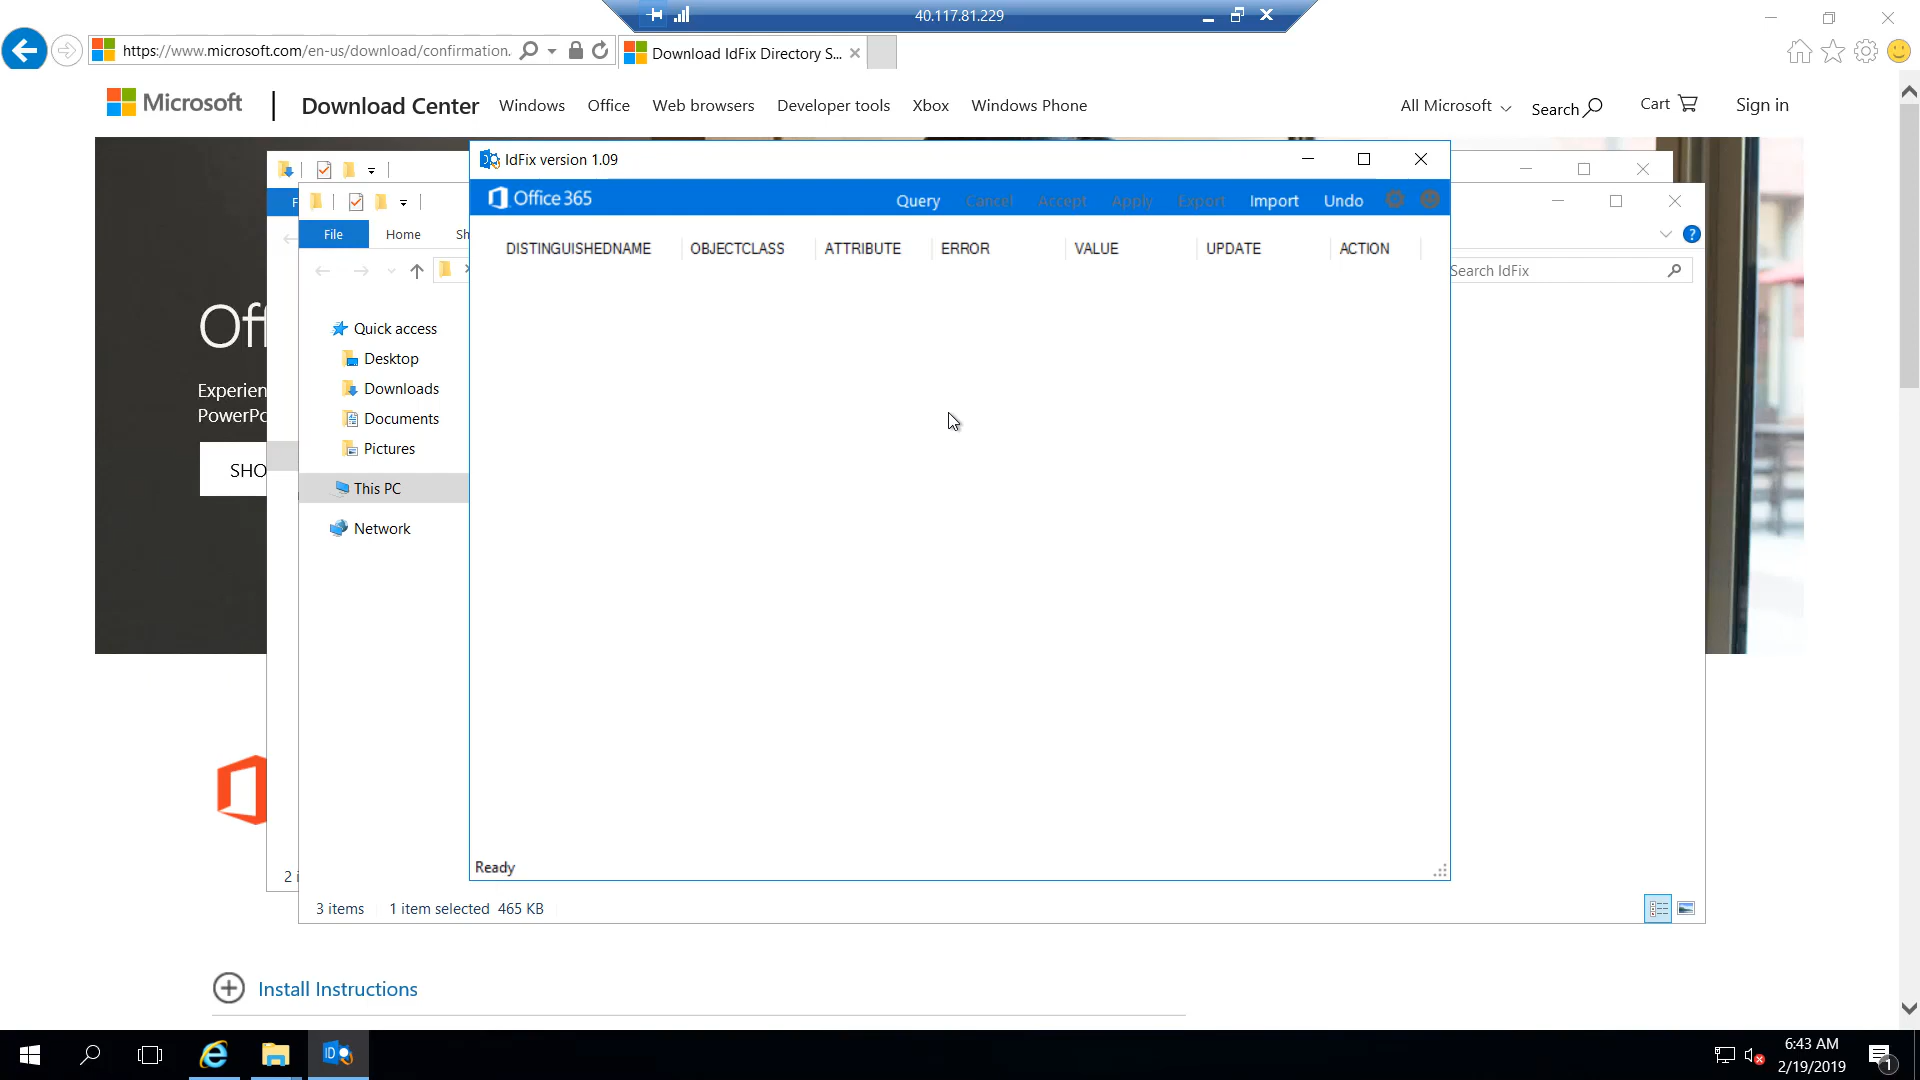 40.117.81.229
https://www.microsoft.com/en-us/download/confirmation.
Download IdFix Directory S...
Microsoft
Download Center
Windows
Office
Web browsers
Developer tools
Xbox
Windows Phone
All Microsoft
Search
Cart
Sign in
IdFix version 1.09
Office 365
Query
Cancel
Accept
Apply
Export
Import
Undo
DISTINGUISHEDNAME
OBJECTCLASS
ATTRIBUTE
ERROR
VALUE
UPDATE
ACTION
F
File
Home
Sh
Search IdFix
Quick access
Desktop
Downloads
Documents
Pictures
This PC
Network
Off
Experien
PowerPo
SHO
Ready
2 i
3 items
1 item selected 465 KB
Install Instructions
ID
6:43 AM
2/19/2019
1